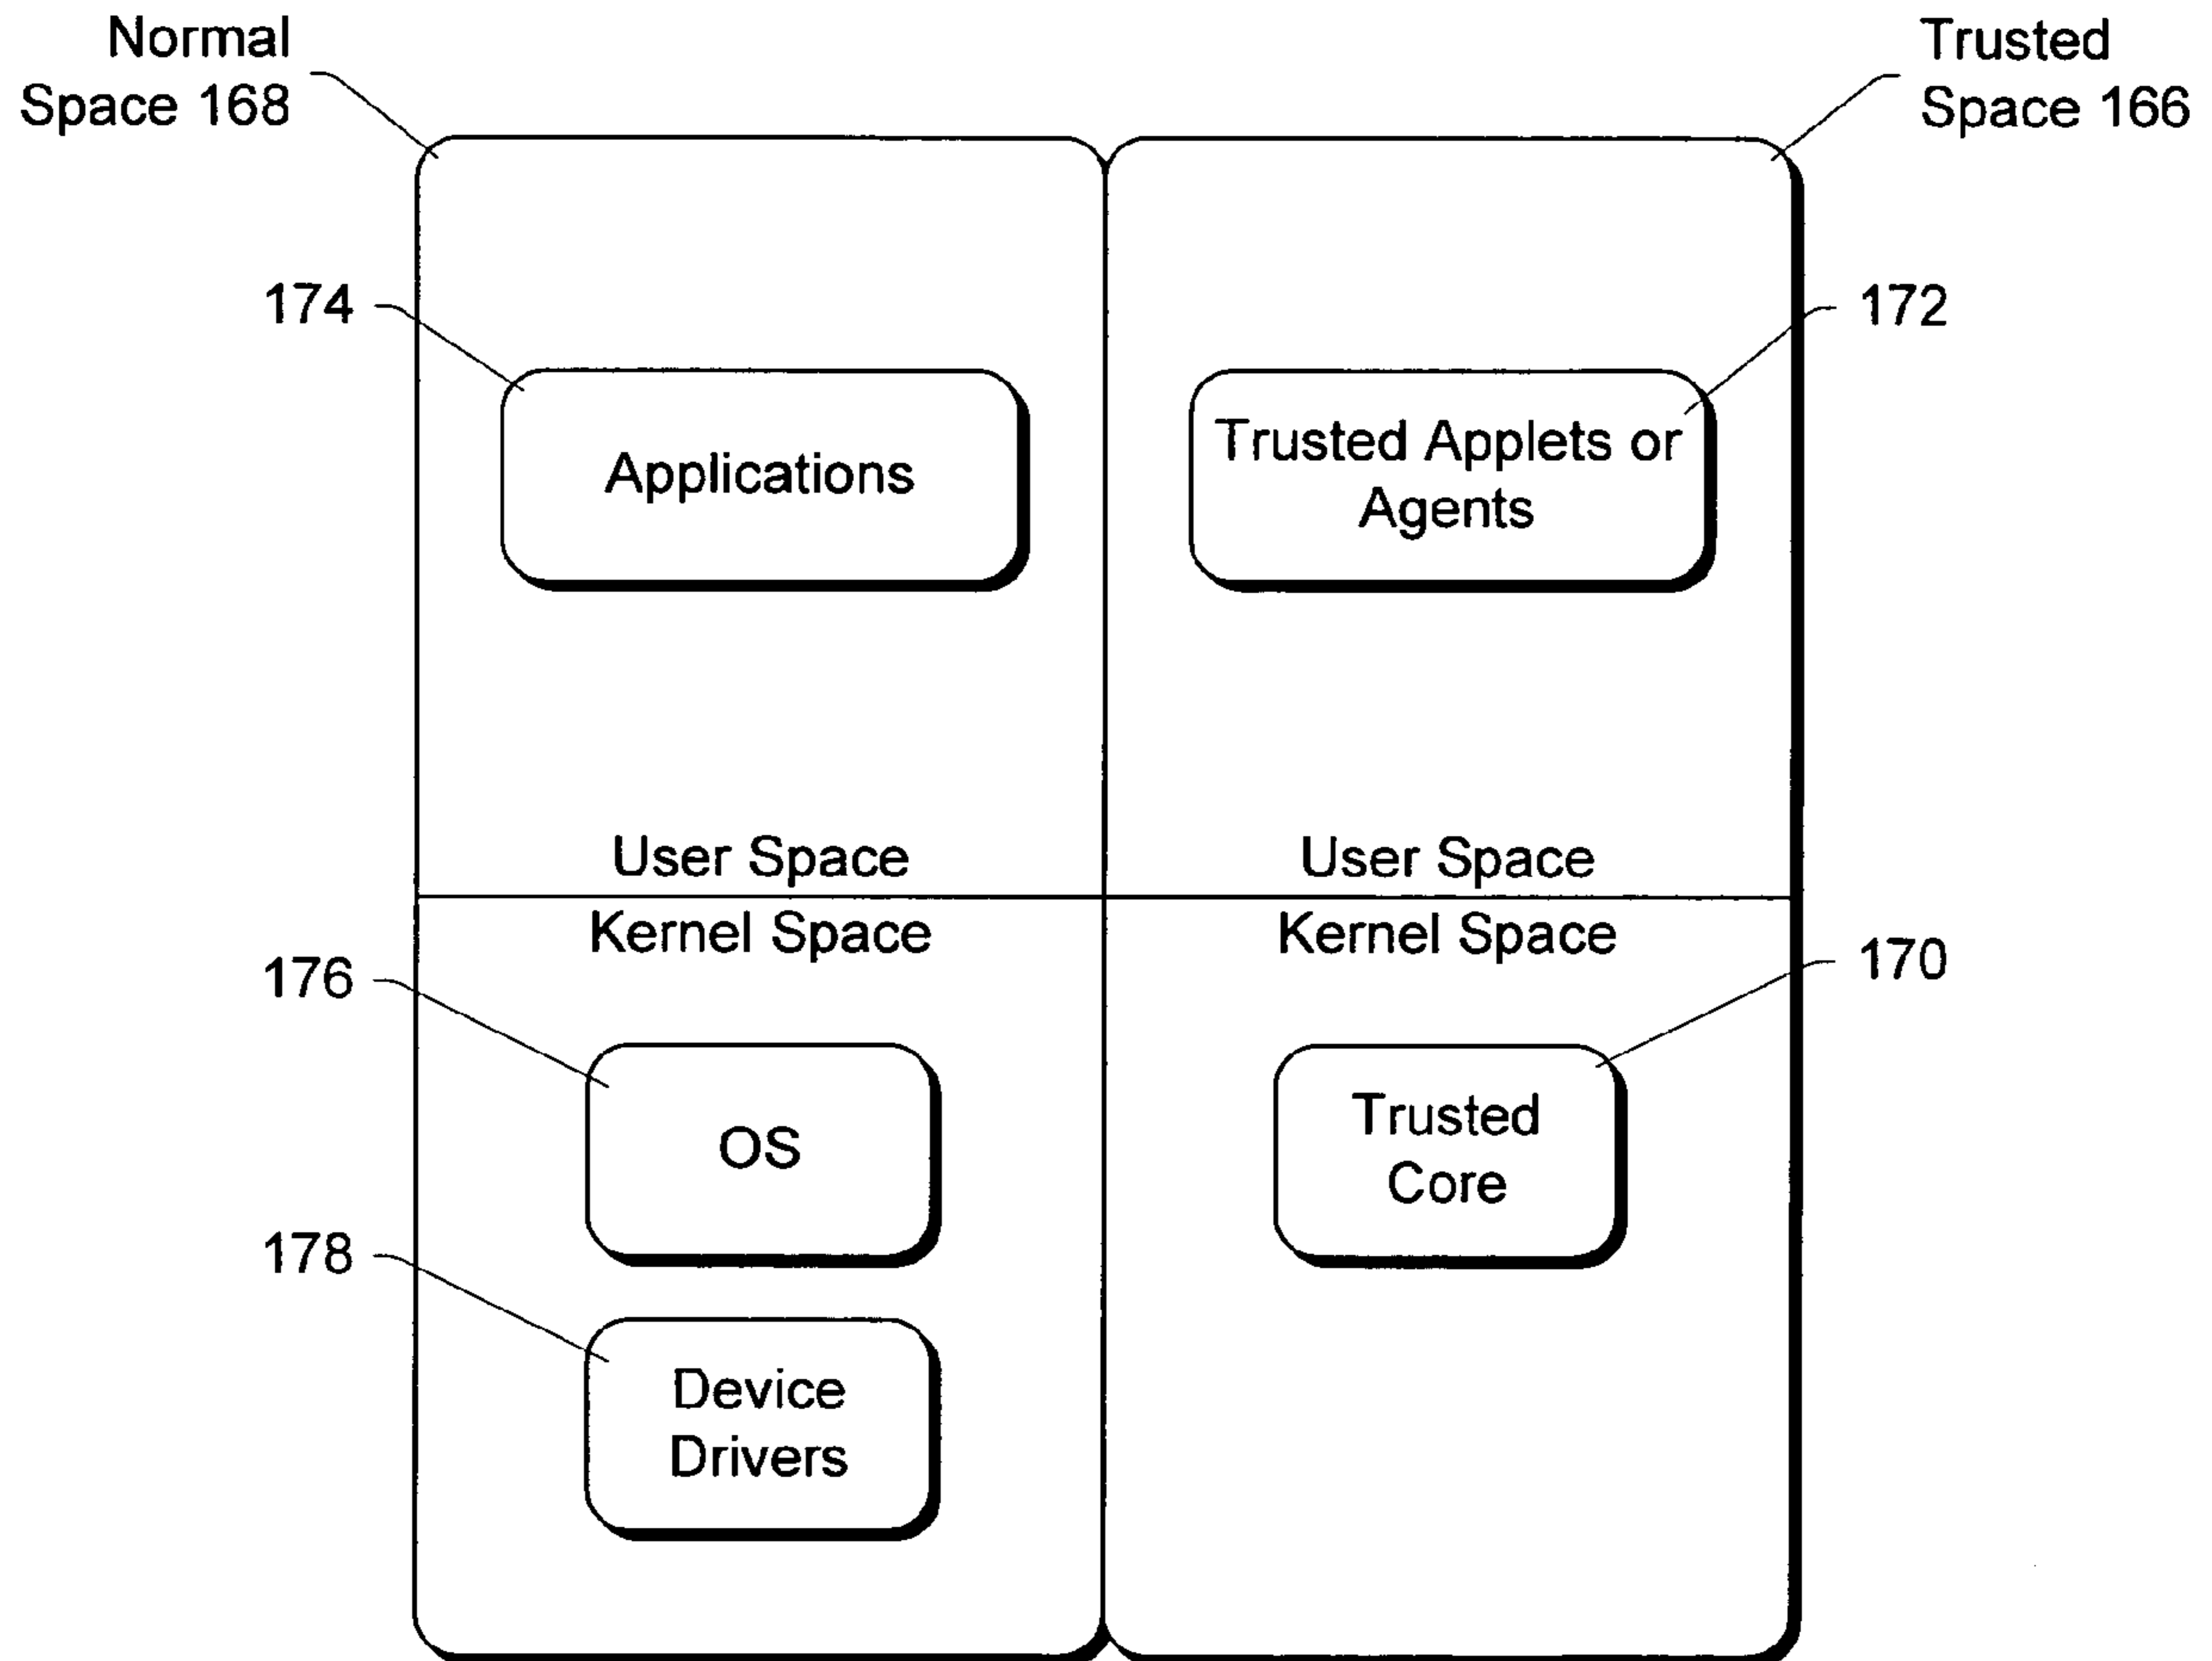 Normal
Space 168
Trusted
Space 166
174
172
Applications
Trusted Applets or
Agents
User Space
User Space
Kernel Space
Kernel Space
176
170
OS
Trusted
Core
178
Device
Drivers